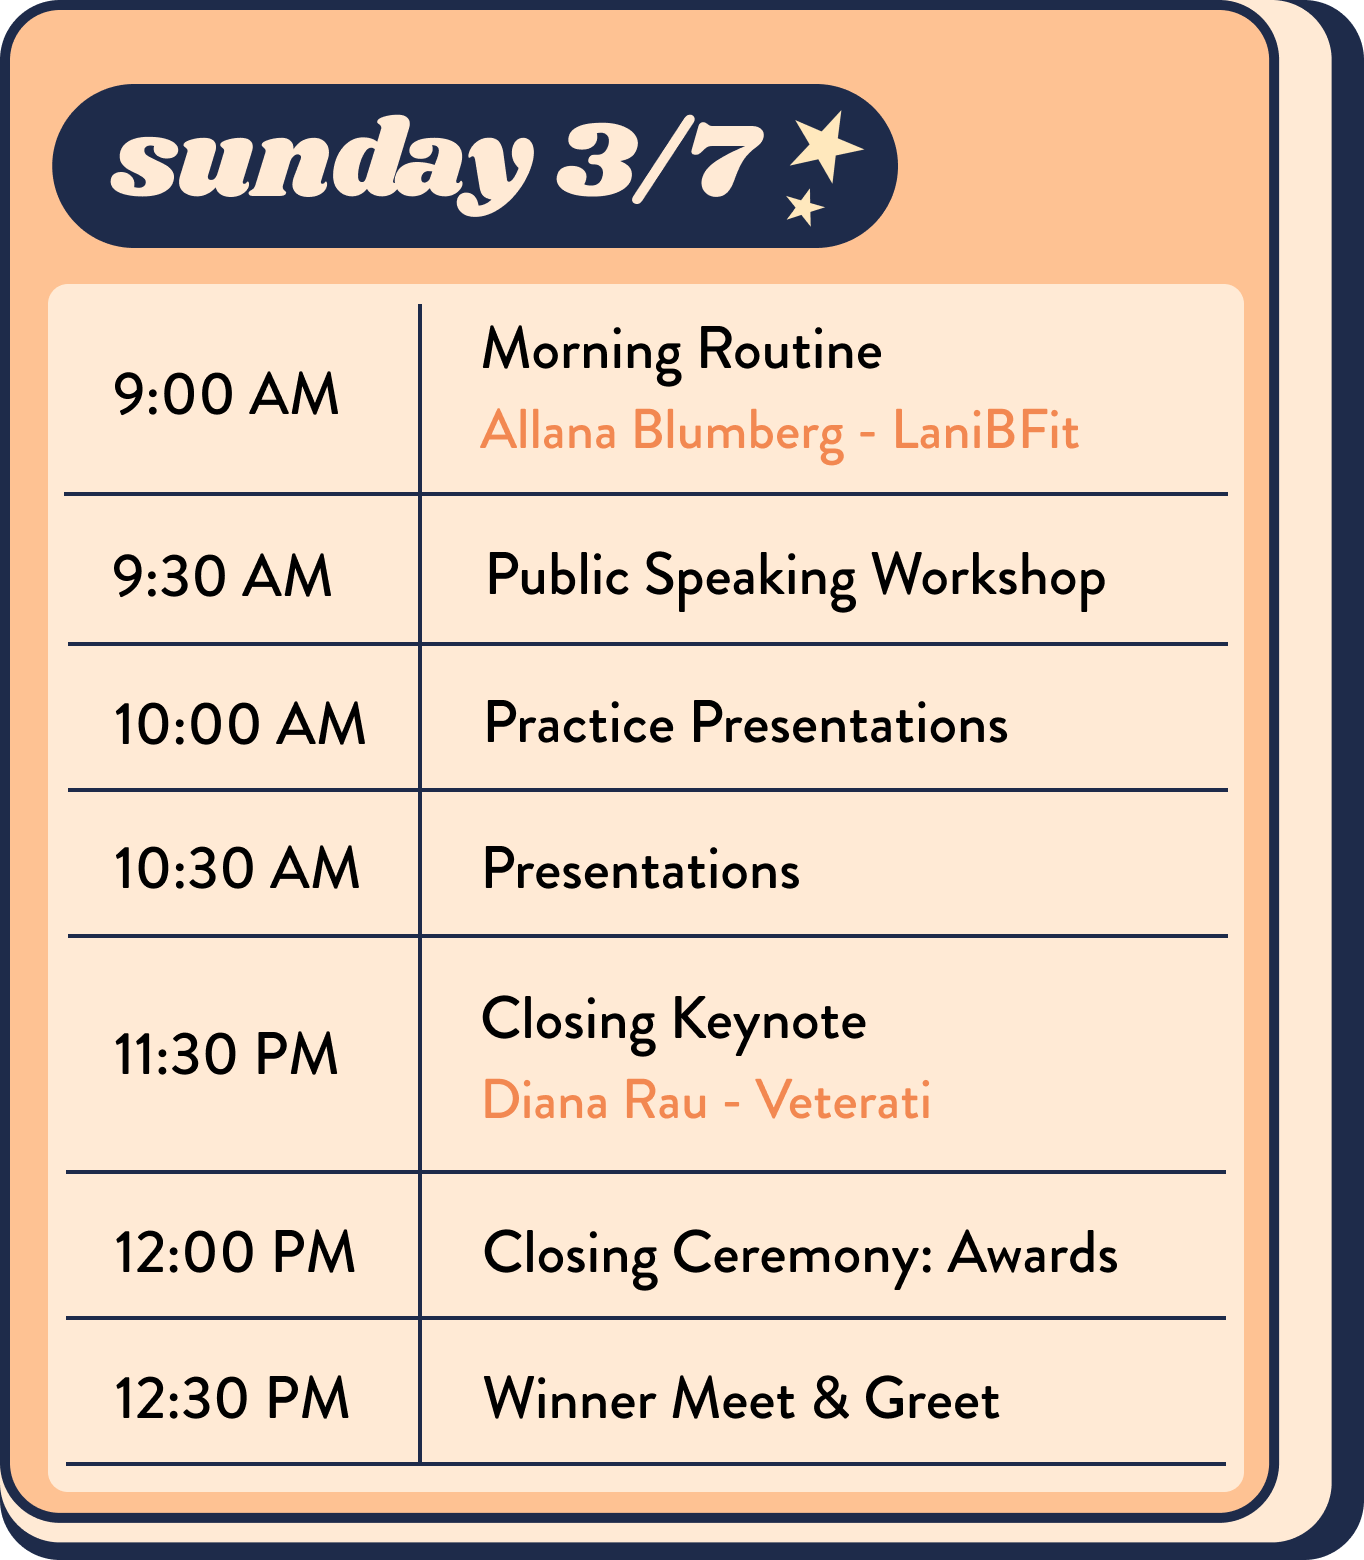 sunday 3/7
9:00 AM
Morning Routine
Allana Blumberg - LaniBFit
9:30 AM
Public Speaking Workshop
10:00 AM
Practice Presentations
10:30 AM
Presentations
11:30 PM
Closing Keynote
Diana Rau - Veterati
12:00 PM
Closing Ceremony: Awards
12:30 PM
Winner Meet & Greet